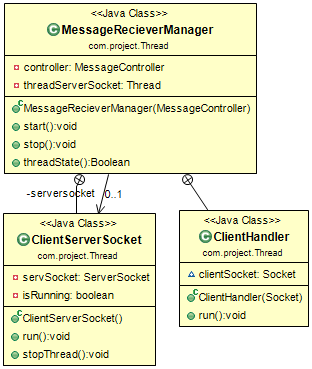 <<Java Class>>
MessageRecieverManager
com.project.Thread
controller: MessageController
threadServerSocket: Thread
MessageRecieverManager(MessageController)
start():void
stop():void
threadState():Boolean
-serversocket
0..1
<<Java Class>>
ClientServerSocket
com.project.Thread
servSocket: ServerSocket
isRunning: boolean
ClientServerSocket()
run():void
stopThread():void
<<Java Class>>
ClientHandler
com.project.Thread
clientSocket: Socket
ClientHandler(Socket)
run():void